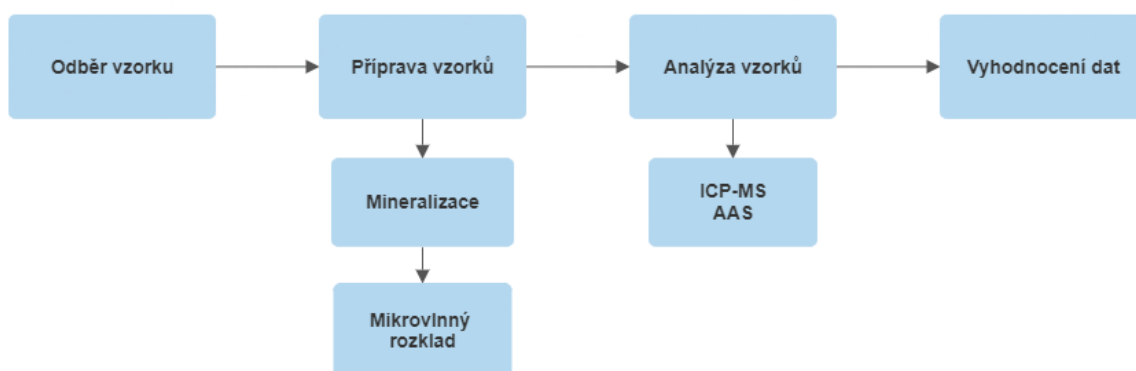 Odběr vzorku
Příprava vzorků
Analýza vzorků
Vyhodnocení dat
Mineralizace
ICP-MS
AAS
Mikrovlnný
rozklad